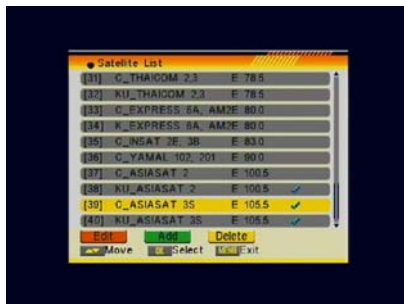 Satellite List
[31] C_THAICOM 2,3 E 78.5
[32] KU_THAICOM 2,3 E 78.5
[33] C_EXPRESS 6A, AM2E 80.0
[34] K_EXPRESS 6A, AM2E 80.0
[35] C_INSAT 2E, 3B E 83.0
[36] C_YAMAL 102, 201 E 90.0
[37] C_ASIASAT 2 E 100.5
[38] KU_ASIASAT 2 E 100.5
[39] C_ASIASAT 3S E 105.5
[40] KU_ASIASAT 3S E 105.5
Edit Add Delete
Move OK Select MENU Exit